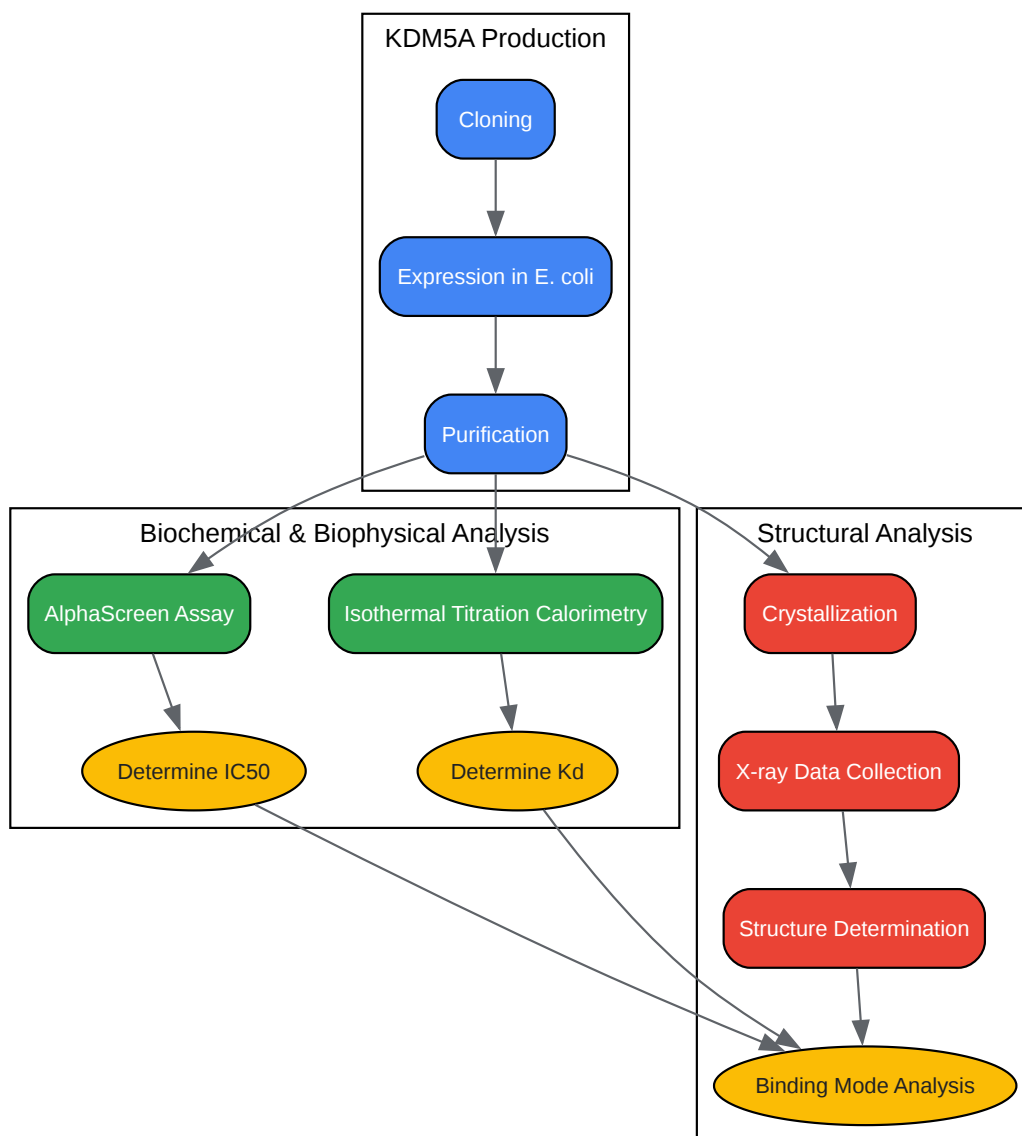 KDM5A Production
Cloning
Expression in E. coli
Purification
Biochemical & Biophysical Analysis
Structural Analysis
AlphaScreen Assay
Isothermal Titration Calorimetry
Crystallization
Determine IC50
Determine Kd
X-ray Data Collection
Structure Determination
Binding Mode Analysis